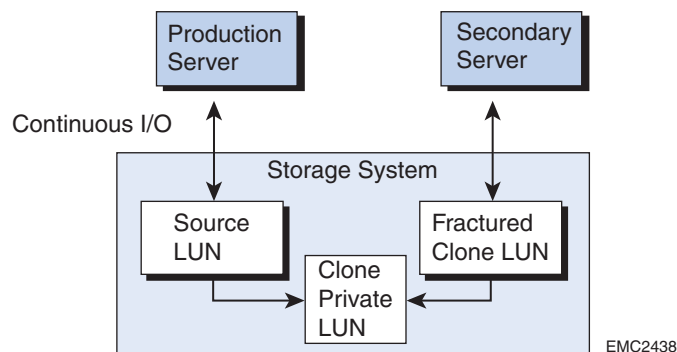 Production
Server
Secondary
Server
Continuous I/O
Storage System
Source
LUN
Fractured
Clone LUN
Clone
Private
LUN
EMC2438